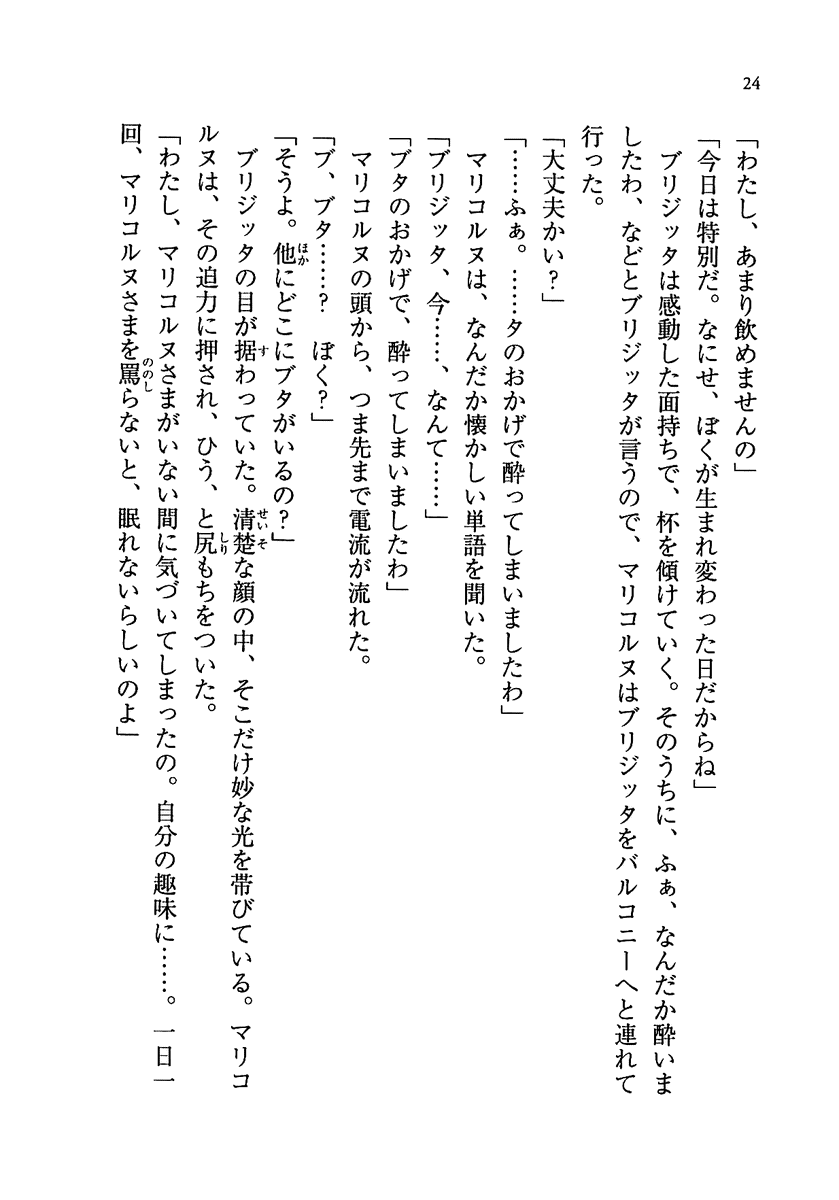 24
「わたし、あまり飲めませんの」
「今日は特別だ。なにせ、ぼくが生まれ変わった日だからね」
　ブリジッタは感動した面持ちで、杯を傾けていく。そのうちに、ふぁ、なんだか酔いま
したわ、などとブリジッタが言うので、マリコルヌはブリジッタをバルコニーへと連れて
行った。
「大丈夫かい？」
「……ふぁ。……タのおかげで酔ってしまいましたわ」
　マリコルヌは、なんだか懐かしい単語を聞いた。
「ブリジッタ、今……、なんて……」
「ブタのおかげで、酔ってしまいましたわ」
　マリコルヌの頭から、つま先まで電流が流れた。
「ブ、ブタ……？　ぼく？」
「そうよ。他にどこにブタがいるの？」
　ブリジッタの目が据わっていた。清楚な顔の中、そこだけ妙な光を帯びている。マリコ
ルヌは、その迫力に押され、ひう、と尻もちをついた。
「わたし、マリコルヌさまがいない間に気づいてしまったの。自分の趣味に……。一日一
回、マリコルヌさまを罵らないと、眠れないらしいのよ」
ほか
す
せいそ
しり
ののし